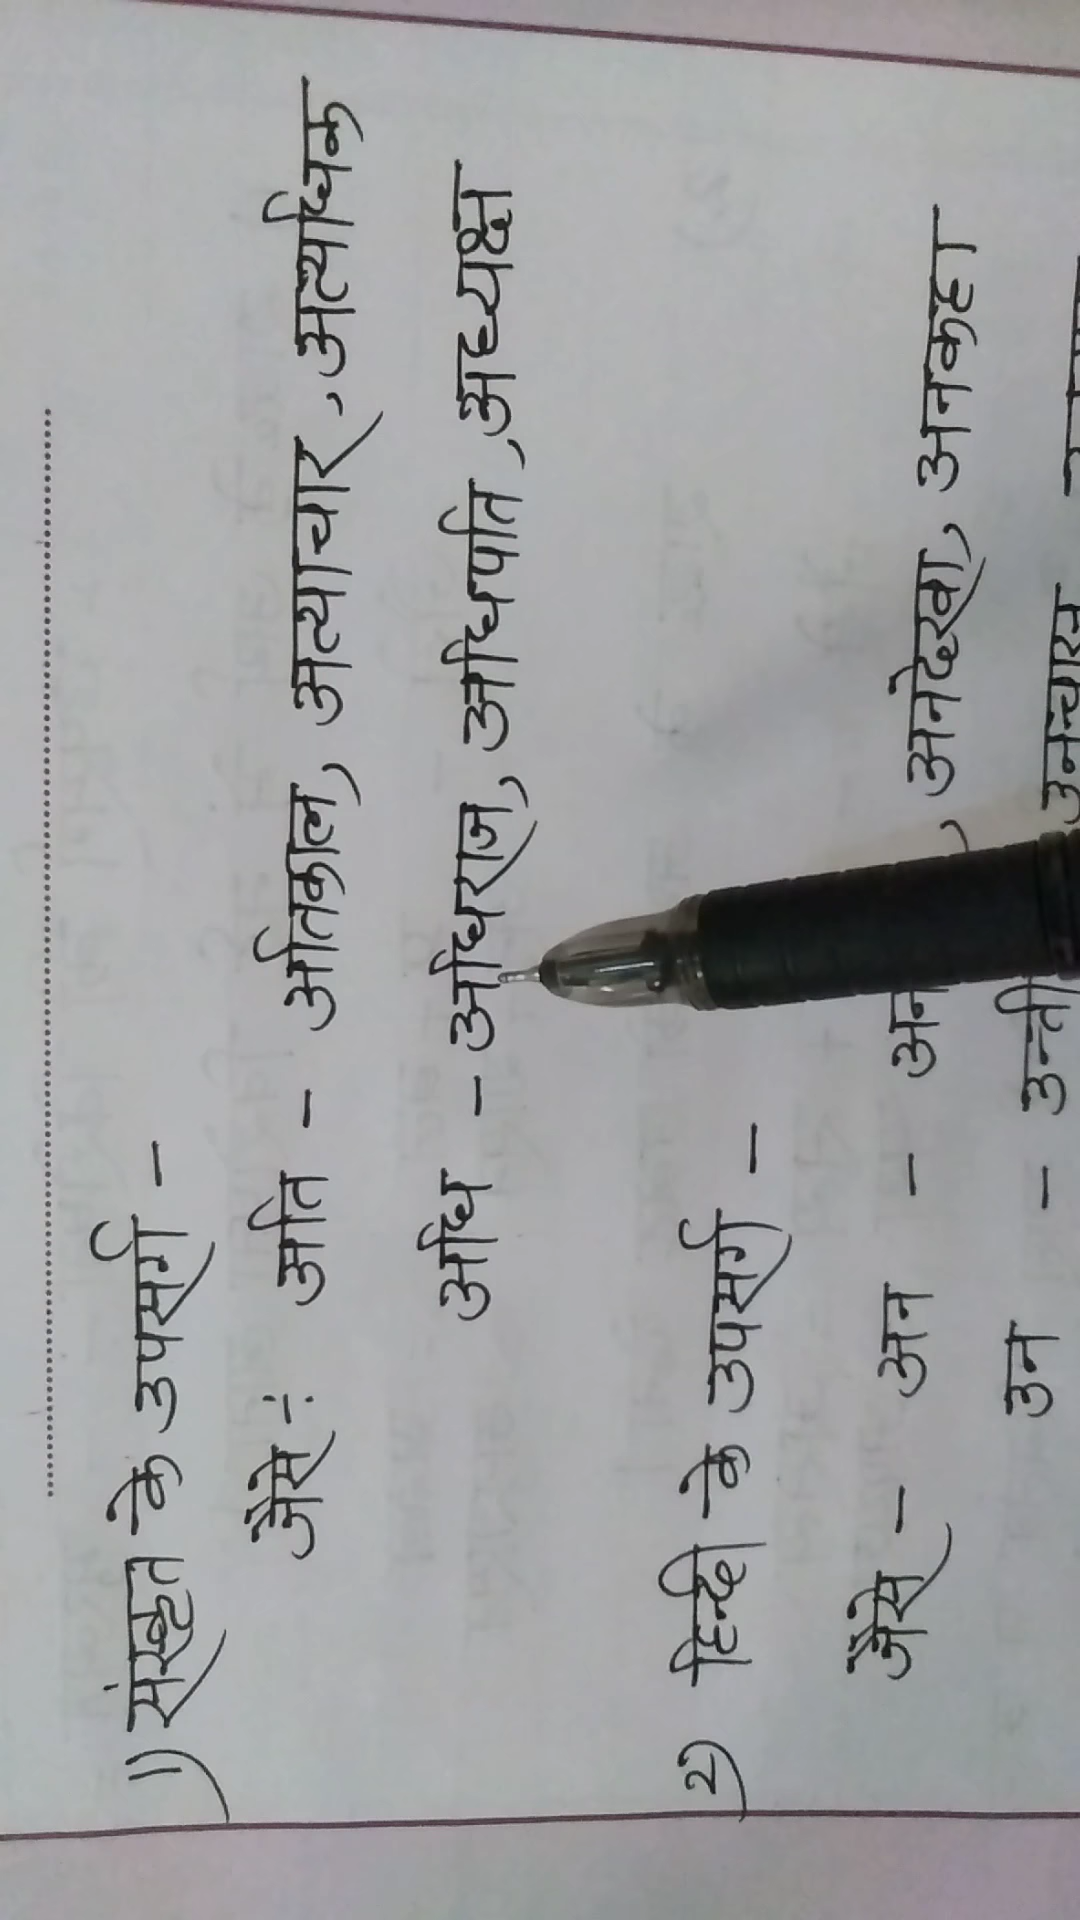 1) संस्कृत के उपसर्ग -
जैसे :- अति - अतिकाल, अत्याचार, अत्यधिक
अधि - अधिराज, अधिपति, अध्यक्ष
2) हिन्दी के उपसर्ग -
जैसे - अन - , अनदेखा, अनकहा
उन - उनचास